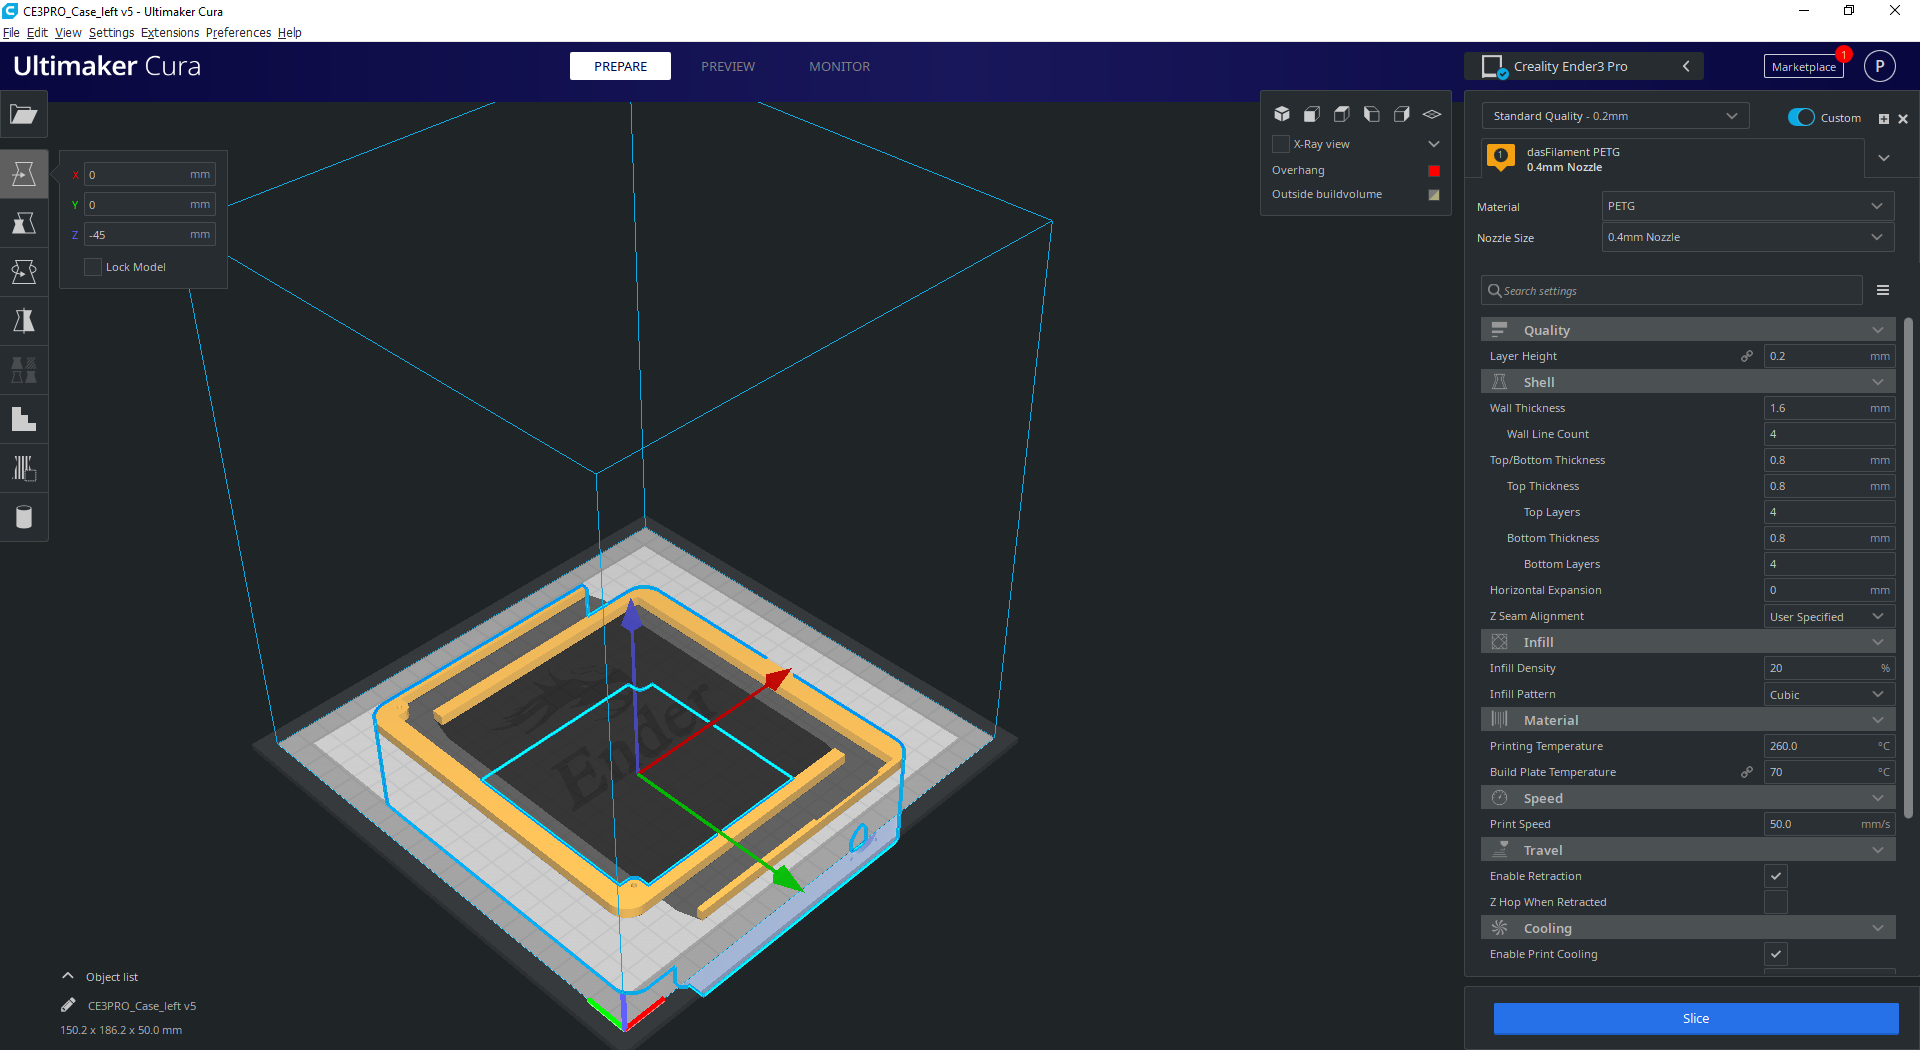 CE3PRO_Case_left v5 - Ultimaker Cura
File Edit View Settings Extensions Preferences Help
Ultimaker Cura
PREPARE
PREVIEW
MONITOR
Creality Ender3 Pro
Marketplace
1
P
X 0 mm
Y 0 mm
Z -45 mm
Lock Model
X-Ray view
Overhang
Outside buildvolume
Standard Quality - 0.2mm
Custom
1
dasFilament PETG
0.4mm Nozzle
Material PETG
Nozzle Size 0.4mm Nozzle
Search settings
Quality
Layer Height 0.2 mm
Shell
Wall Thickness 1.6 mm
Wall Line Count 4
Top/Bottom Thickness 0.8 mm
Top Thickness 0.8 mm
Top Layers 4
Bottom Thickness 0.8 mm
Bottom Layers 4
Horizontal Expansion 0 mm
Z Seam Alignment User Specified
Infill
Infill Density 20 %
Infill Pattern Cubic
Material
Printing Temperature 260.0 °C
Build Plate Temperature 70 °C
Speed
Print Speed 50.0 mm/s
Travel
Enable Retraction
Z Hop When Retracted
Cooling
Enable Print Cooling
Slice
Ender
Object list
CE3PRO_Case_left v5
150.2 x 186.2 x 50.0 mm